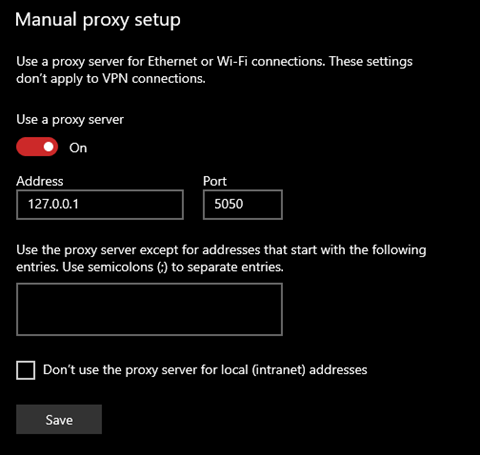 Manual proxy setup
Use a proxy server for Ethernet or Wi-Fi connections. These settings
don't apply to VPN connections.
Use a proxy server
On
Address Port
127.0.0.1 5050
Use the proxy server except for addresses that start with the following
entries. Use semicolons (;) to separate entries.
Don't use the proxy server for local (intranet) addresses
Save